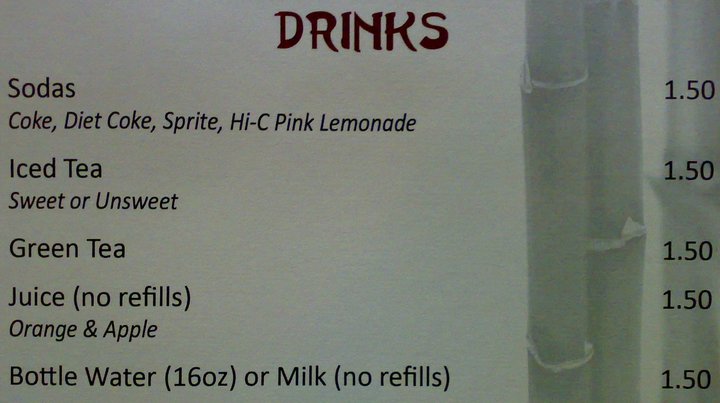 DRINKS
Sodas 1.50
Coke, Diet Coke, Sprite, Hi-C Pink Lemonade
Iced Tea 1.50
Sweet or Unsweet
Green Tea 1.50
Juice (no refills) 1.50
Orange & Apple
Bottle Water (16oz) or Milk (no refills) 1.50